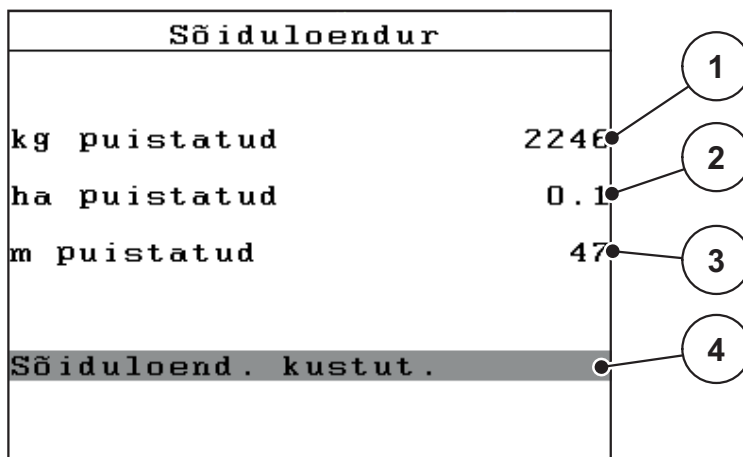 Sõiduloendur
1
kg puistatud 2246
2
ha puistatud 0.1
m puistatud 47
3
Sõiduloend. kustut.
4